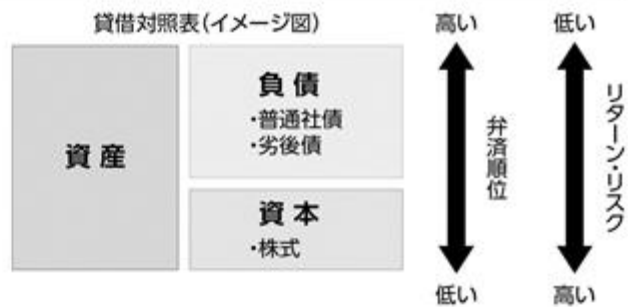 貸借対照表(イメージ図)
高い
低い
資産
負債
・普通社債
・劣後債
資本
・株式
弁済順位
リターン・リスク
低い
高い